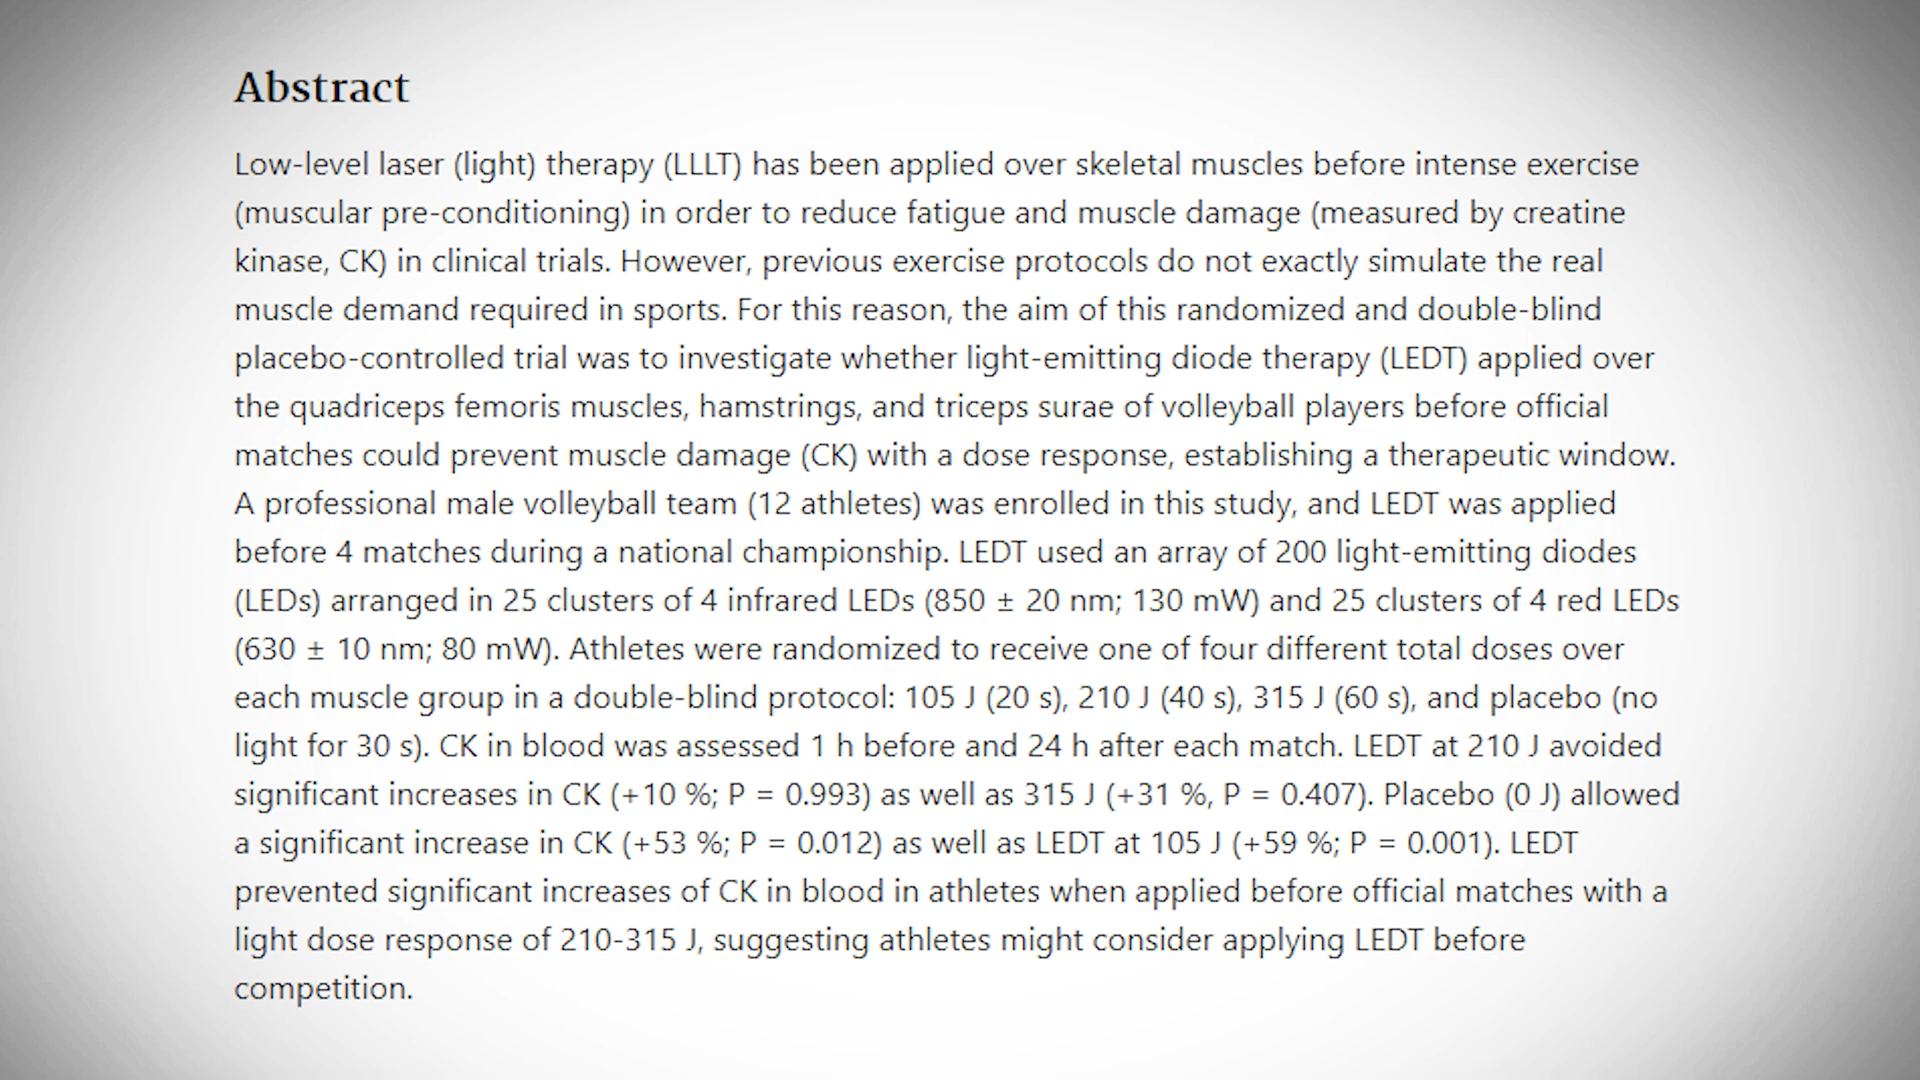 Abstract
Low-level laser (light) therapy (LLLT) has been applied over skeletal muscles before intense exercise
(muscular pre-conditioning) in order to reduce fatigue and muscle damage (measured by creatine
kinase, CK) in clinical trials. However, previous exercise protocols do not exactly simulate the real
muscle demand required in sports. For this reason, the aim of this randomized and double-blind
placebo-controlled trial was to investigate whether light-emitting diode therapy (LEDT) applied over
the quadriceps femoris muscles, hamstrings, and triceps surae of volleyball players before official
matches could prevent muscle damage (CK) with a dose response, establishing a therapeutic window.
A professional male volleyball team (12 athletes) was enrolled in this study, and LEDT was applied
before 4 matches during a national championship. LEDT used an array of 200 light-emitting diodes
(LEDs) arranged in 25 clusters of 4 infrared LEDs (850 ± 20 nm; 130 mW) and 25 clusters of 4 red LEDs
(630 ± 10 nm; 80 mW). Athletes were randomized to receive one of four different total doses over
each muscle group in a double-blind protocol: 105 J (20 s), 210 J (40 s), 315 J (60 s), and placebo (no
light for 30 s). CK in blood was assessed 1 h before and 24 h after each match. LEDT at 210 J avoided
significant increases in CK (+10 %; P = 0.993) as well as 315 J (+31 %, P = 0.407). Placebo (0 J) allowed
a significant increase in CK (+53 %; P = 0.012) as well as LEDT at 105 J (+59 %; P = 0.001). LEDT
prevented significant increases of CK in blood in athletes when applied before official matches with a
light dose response of 210-315 J, suggesting athletes might consider applying LEDT before
competition.